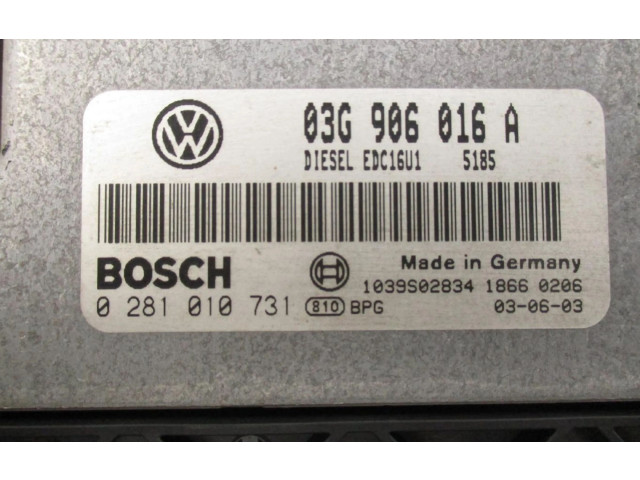 VW
03G 906 016 A
DIESEL EDC16U1 5185
BOSCH
Made in Germany
1039S02834 1866 0206
0 281 010 731 810 BPG 03-06-03